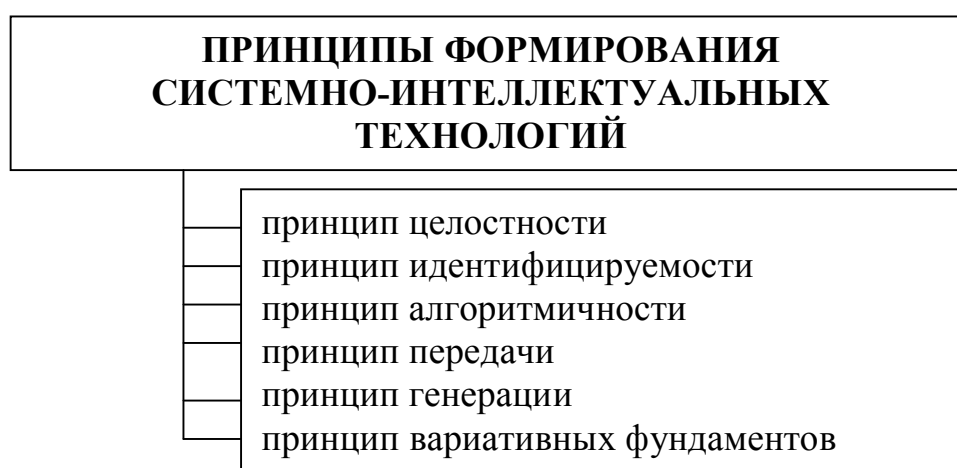 ПРИНЦИПЫ ФОРМИРОВАНИЯ
СИСТЕМНО-ИНТЕЛЛЕКТУАЛЬНЫХ
ТЕХНОЛОГИЙ
принцип целостности
принцип идентифицируемости
принцип алгоритмичности
принцип передачи
принцип генерации
принцип вариативных фундаментов